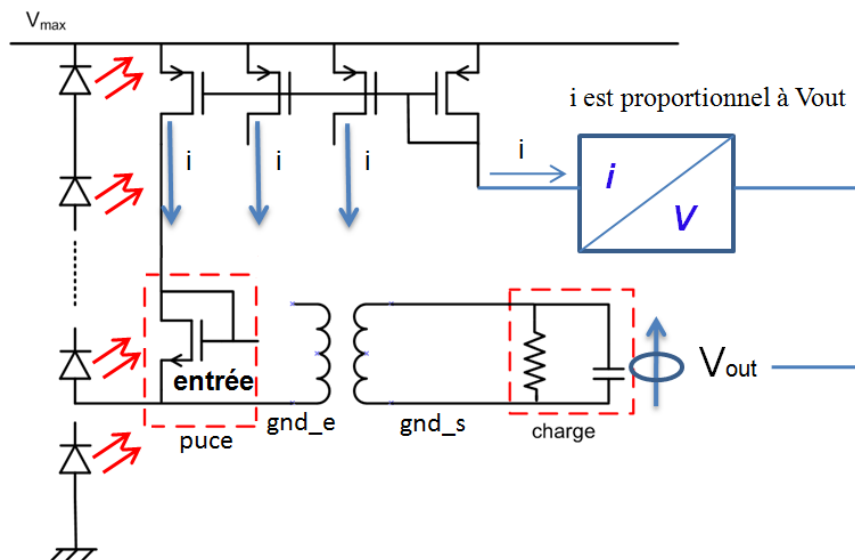 Vmax
i est proportionnel à Vout
i
i
i
i
i
V
entrée
puce
gnd_e
gnd_s
charge
Vout